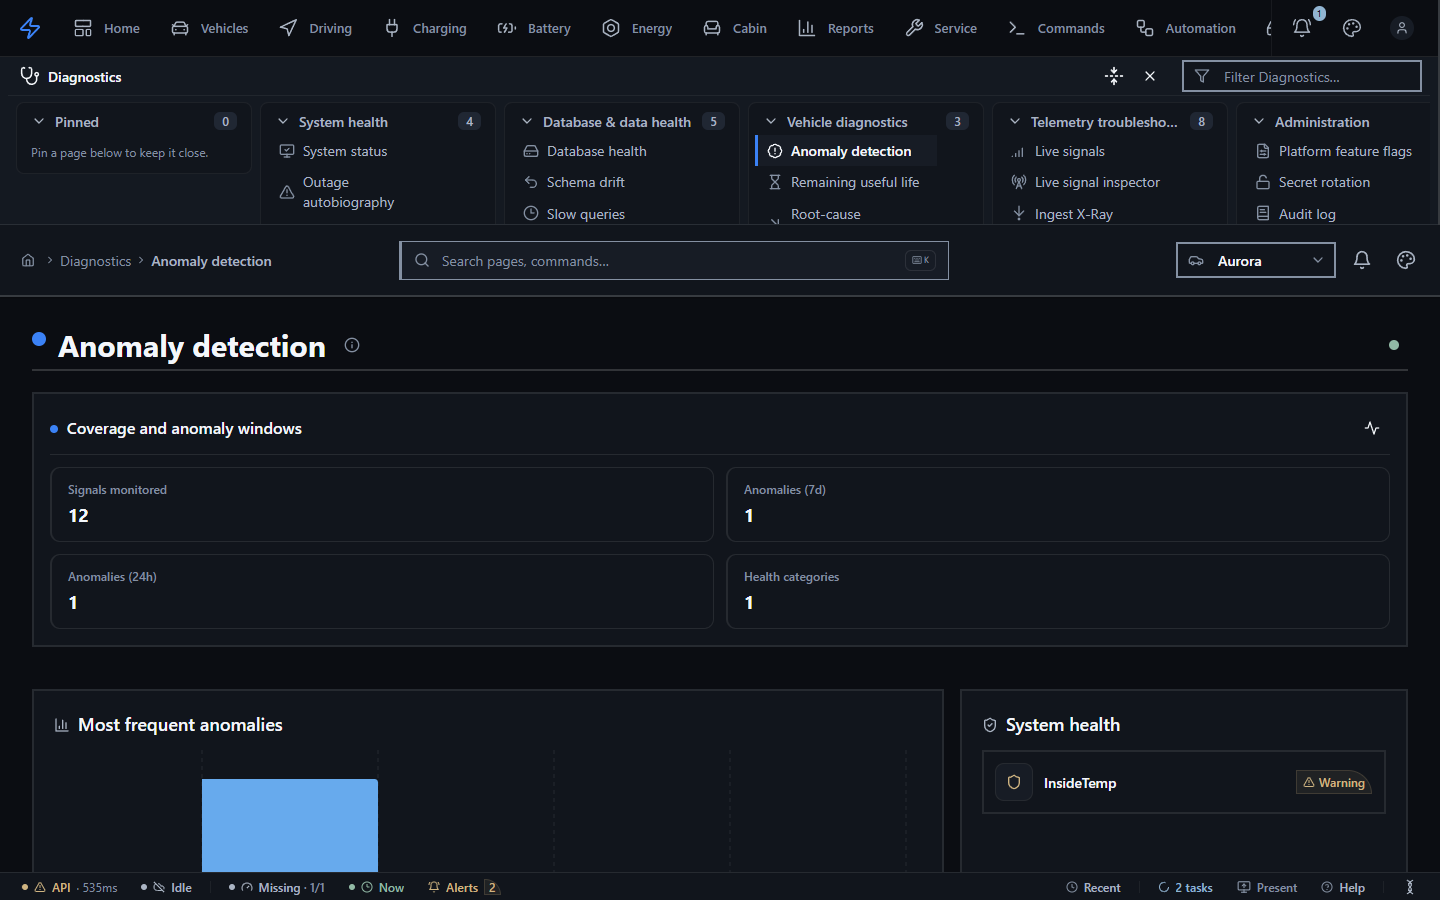 Home
Vehicles
Driving
Charging
Battery
Energy
Cabin
Reports
Service
Commands
Automation
1
Diagnostics
Filter Diagnostics...
Pinned 0
Pin a page below to keep it close.
System health 4
System status
Outage
autobiography
Database & data health 5
Database health
Schema drift
Slow queries
Vehicle diagnostics 3
Anomaly detection
Remaining useful life
Root-cause
Telemetry troublesho... 8
Live signals
Live signal inspector
Ingest X-Ray
Administration
Platform feature flags
Secret rotation
Audit log
Diagnostics
Anomaly detection
Search pages, commands...
K
Aurora
Anomaly detection
Coverage and anomaly windows
Signals monitored
12
Anomalies (7d)
1
Anomalies (24h)
1
Health categories
1
Most frequent anomalies
System health
InsideTemp
Warning
API · 535ms
Idle
Missing · 1/1
Now
Alerts 2
Recent
2 tasks
Present
Help